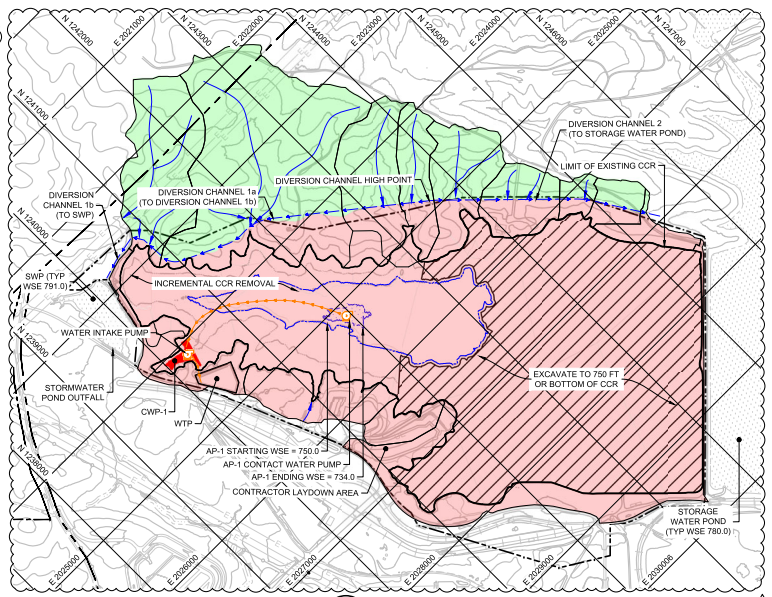 N 1242000
E 2021000
N 1243000
E 2022000
N 1244000
E 2023000
N 1245000
E 2024000
N 1246000
E 2025000
N 1247000
N 1241000
DIVERSION CHANNEL 2
(TO STORAGE WATER POND)
LIMIT OF EXISTING CCR
DIVERSION CHANNEL HIGH POINT
DIVERSION CHANNEL 1a
(TO DIVERSION CHANNEL 1b)
DIVERSION
CHANNEL 1b
(TO SWP)
N 1240000
SWP (TYP
WSE 791.0)
INCREMENTAL CCR REMOVAL
WATER INTAKE PUMP
N 1239000
STORMWATER
POND OUTFALL
CWP-1
WTP
EXCAVATE TO 750 FT
OR BOTTOM OF CCR
AP-1 STARTING WSE = 750.0
AP-1 CONTACT WATER PUMP
AP-1 ENDING WSE = 734.0
CONTRACTOR LAYDOWN AREA
N 1238000
STORAGE
WATER POND
(TYP WSE 780.0)
E 2025000
E 2026000
E 2027000
E 2028000
E 2029000
E 2030006